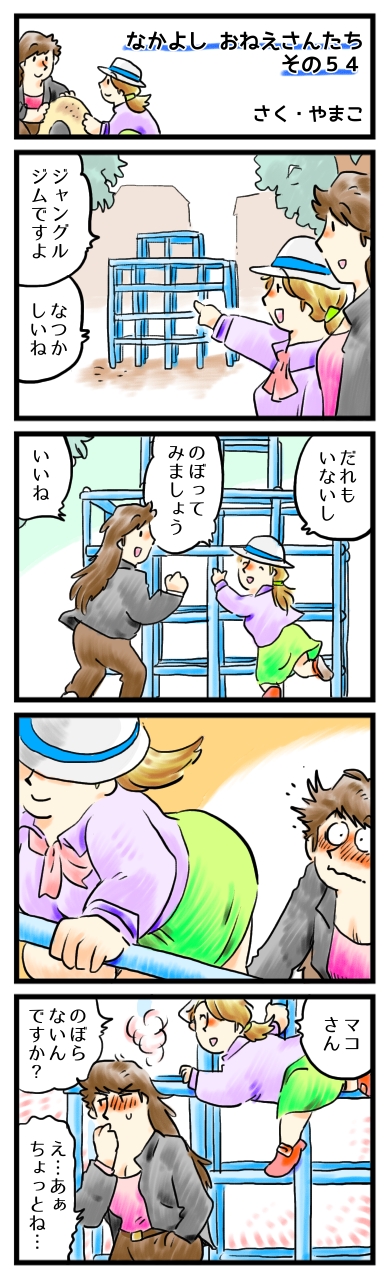 なかよし おねえさんたち
その５４
さく・やまこ
ジャングル
ジムですよ
なつか
しいね
だれも
いないし
のぼって
みましょう
いいね
マコ
さん
のぼら
ないん
ですか？
え…あぁ
ちょっとね…